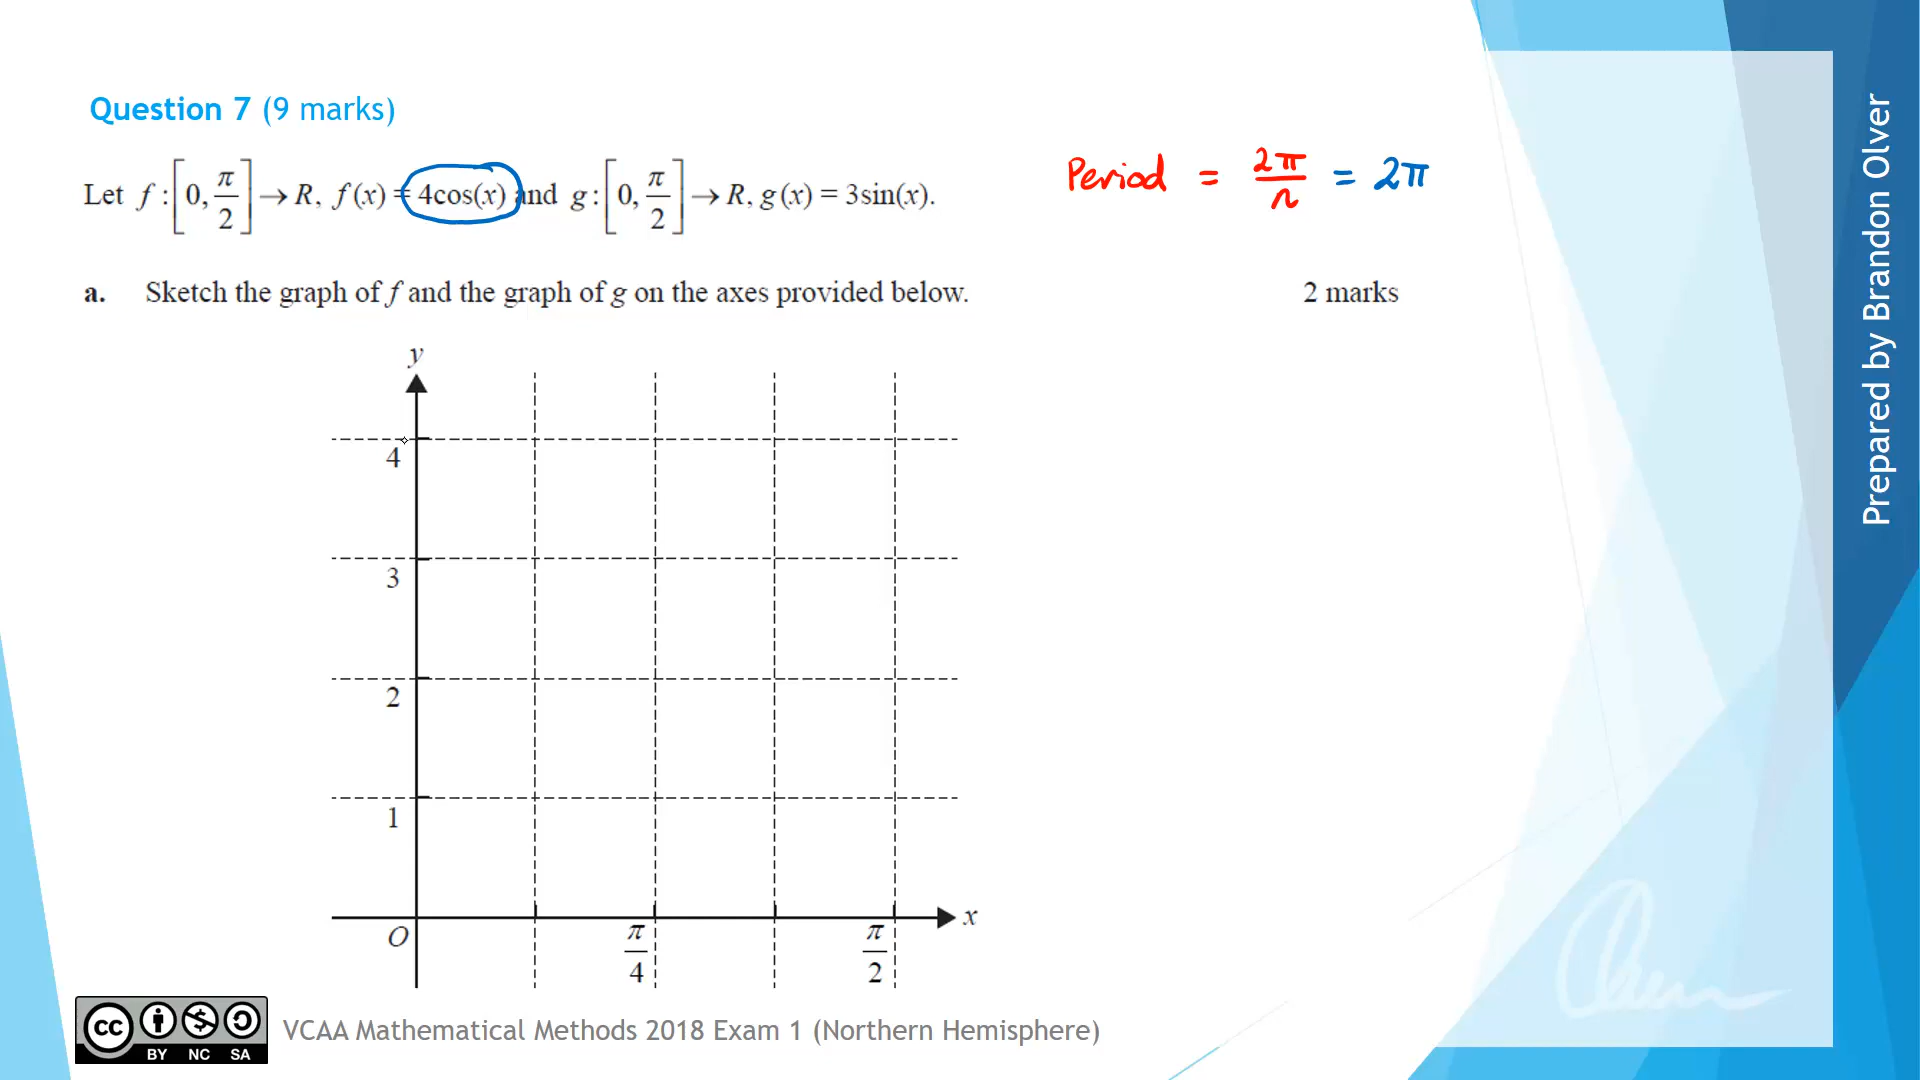 Question 7 (9 marks)
Let f : [0, π/2] → R, f(x) = 4cos(x) and g : [0, π/2] → R, g(x) = 3sin(x).
Period = 2π/n = 2π
a. Sketch the graph of f and the graph of g on the axes provided below. 2 marks
y
4
3
2
1
O
π/4
π/2
x
cc BY NC SA
VCAA Mathematical Methods 2018 Exam 1 (Northern Hemisphere)
Prepared by Brandon Olver